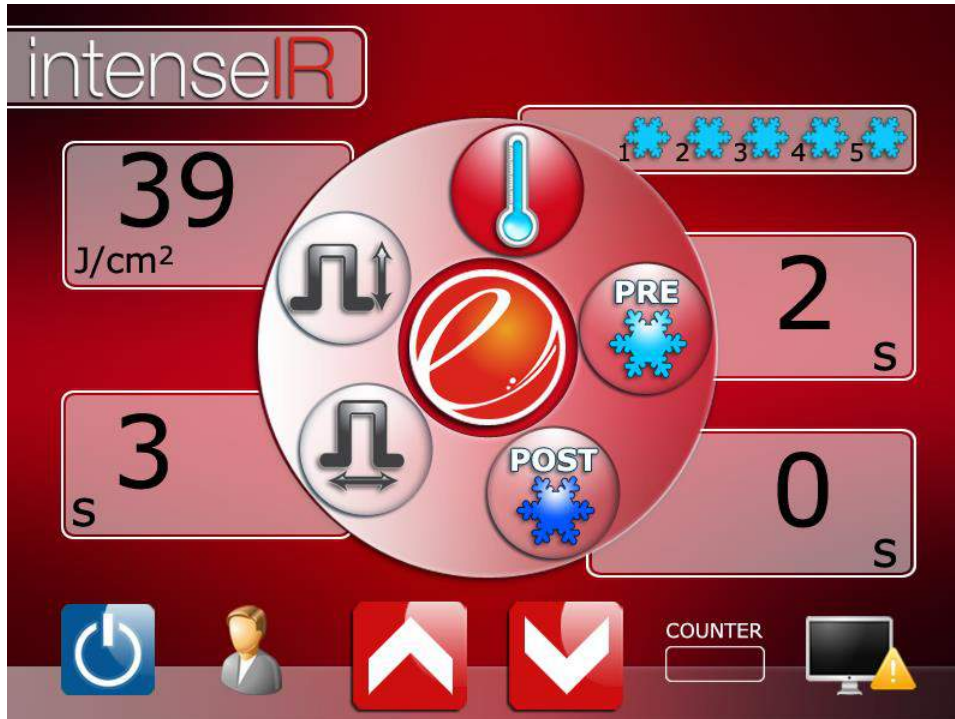 intenseIR
1 2 3 4 5
39
J/cm²
PRE
2
s
3
s
POST
0
s
COUNTER